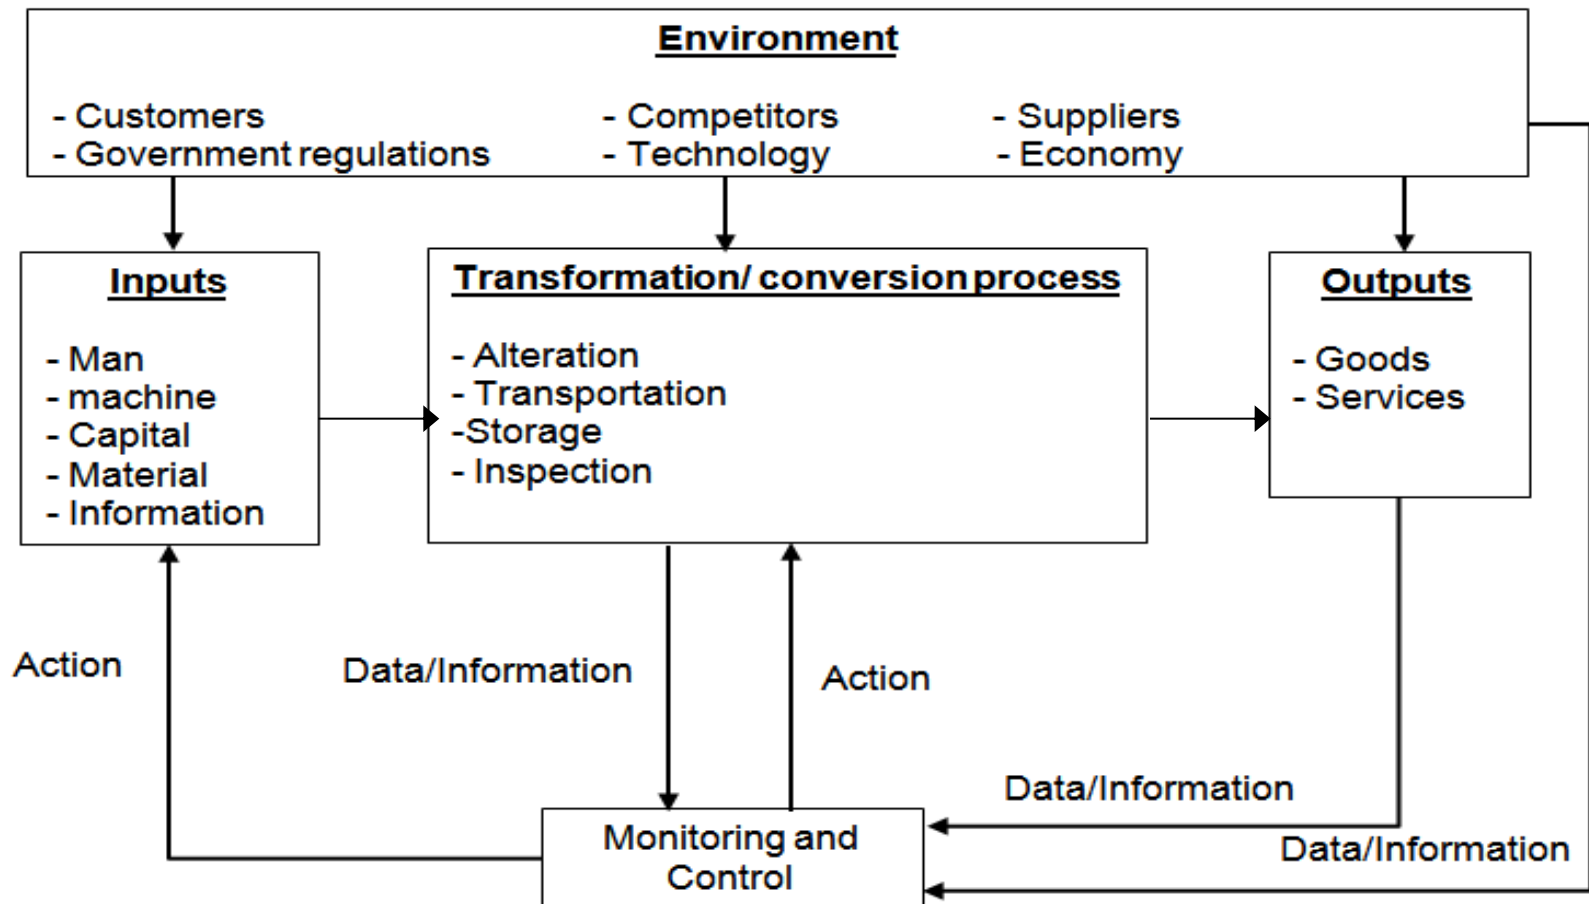 Environment
- Customers
- Competitors
- Suppliers
- Government regulations
- Technology
- Economy
Inputs
- Man
- machine
- Capital
- Material
- Information
Transformation/ conversion process
- Alteration
- Transportation
-Storage
- Inspection
Outputs
- Goods
- Services
Action
Data/Information
Action
Data/Information
Data/Information
Monitoring and
Control